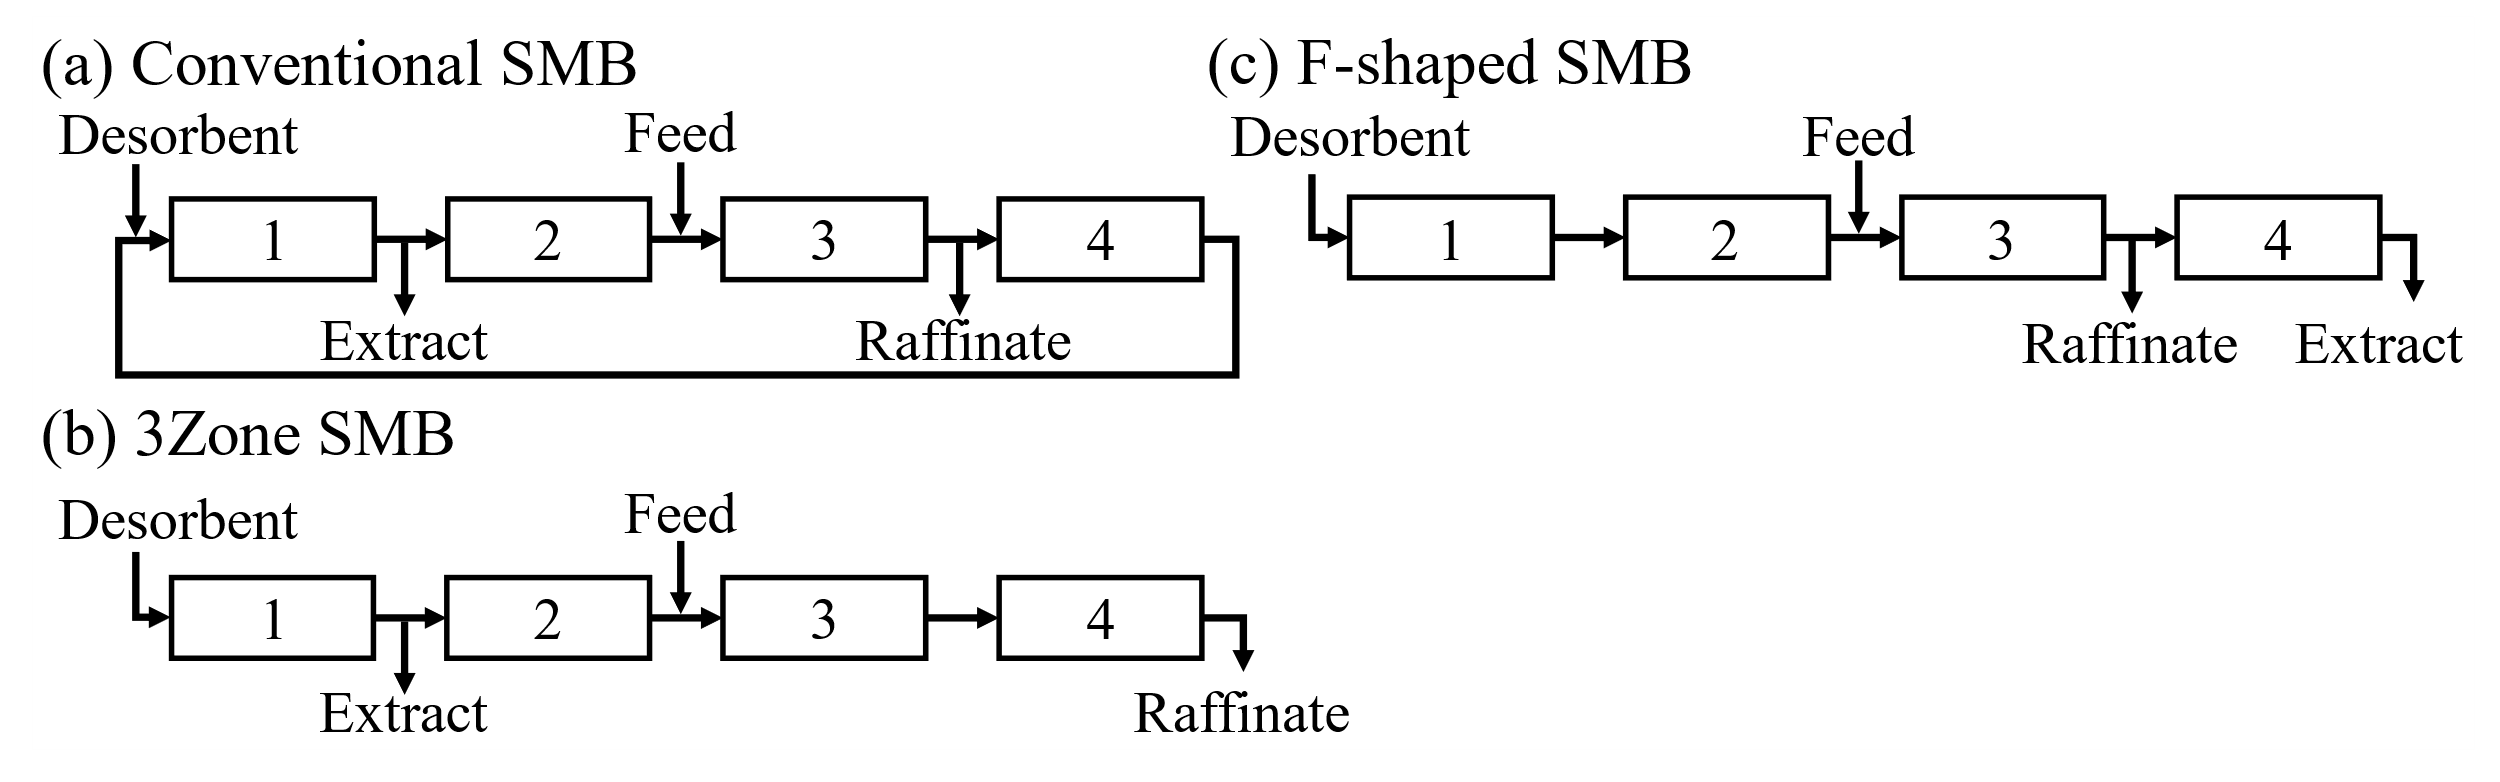 (a) Conventional SMB
Desorbent
Feed
1
2
3
4
Extract
Raffinate
(b) 3Zone SMB
Desorbent
Feed
1
2
3
4
Extract
Raffinate
(c) F-shaped SMB
Desorbent
Feed
1
2
3
4
Raffinate
Extract